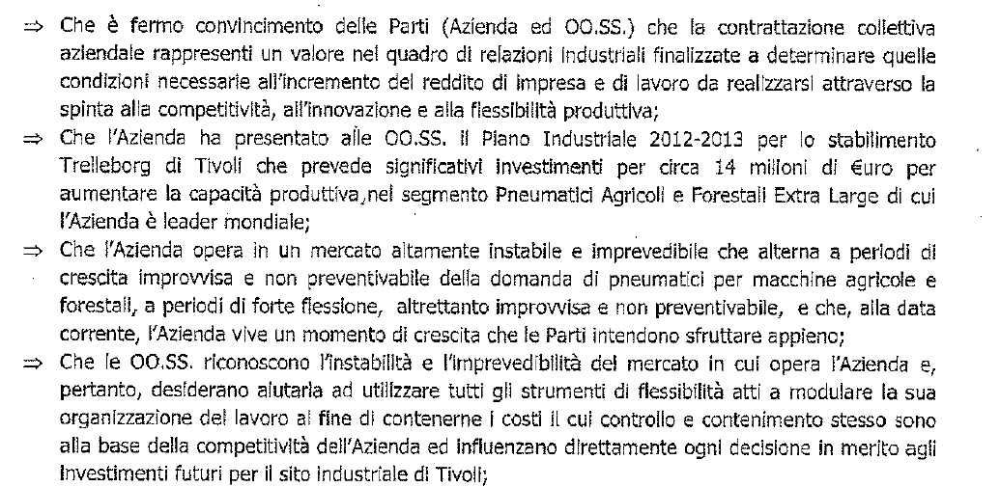 ⇒ Che è fermo convincimento delle Parti (Azienda ed OO.SS.) che la contrattazione collettiva
aziendale rappresenti un valore nel quadro di relazioni industriali finalizzate a determinare quelle
condizioni necessarie all'incremento del reddito di impresa e di lavoro da realizzarsi attraverso la
spinta alla competitività, all'innovazione e alla flessibilità produttiva;
⇒ Che l'Azienda ha presentato alle OO.SS. il Piano Industriale 2012-2013 per lo stabilimento
Trelleborg di Tivoli che prevede significativi investimenti per circa 14 milioni di €uro per
aumentare la capacità produttiva nel segmento Pneumatici Agricoli e Forestali Extra Large di cui
l'Azienda è leader mondiale;
⇒ Che l'Azienda opera in un mercato altamente instabile e imprevedibile che alterna a periodi di
crescita improvvisa e non preventivabile della domanda di pneumatici per macchine agricole e
forestali, a periodi di forte flessione, altrettanto improvvisa e non preventivabile, e che, alla data
corrente, l'Azienda vive un momento di crescita che le Parti intendono sfruttare appieno;
⇒ Che le OO.SS. riconoscono l'instabilità e l'imprevedibilità del mercato in cui opera l'Azienda e,
pertanto, desiderano aiutarla ad utilizzare tutti gli strumenti di flessibilità atti a modulare la sua
organizzazione del lavoro al fine di contenerne i costi il cui controllo e contenimento stesso sono
alla base della competitività dell'Azienda ed influenzano direttamente ogni decisione in merito agli
investimenti futuri per il sito industriale di Tivoli;